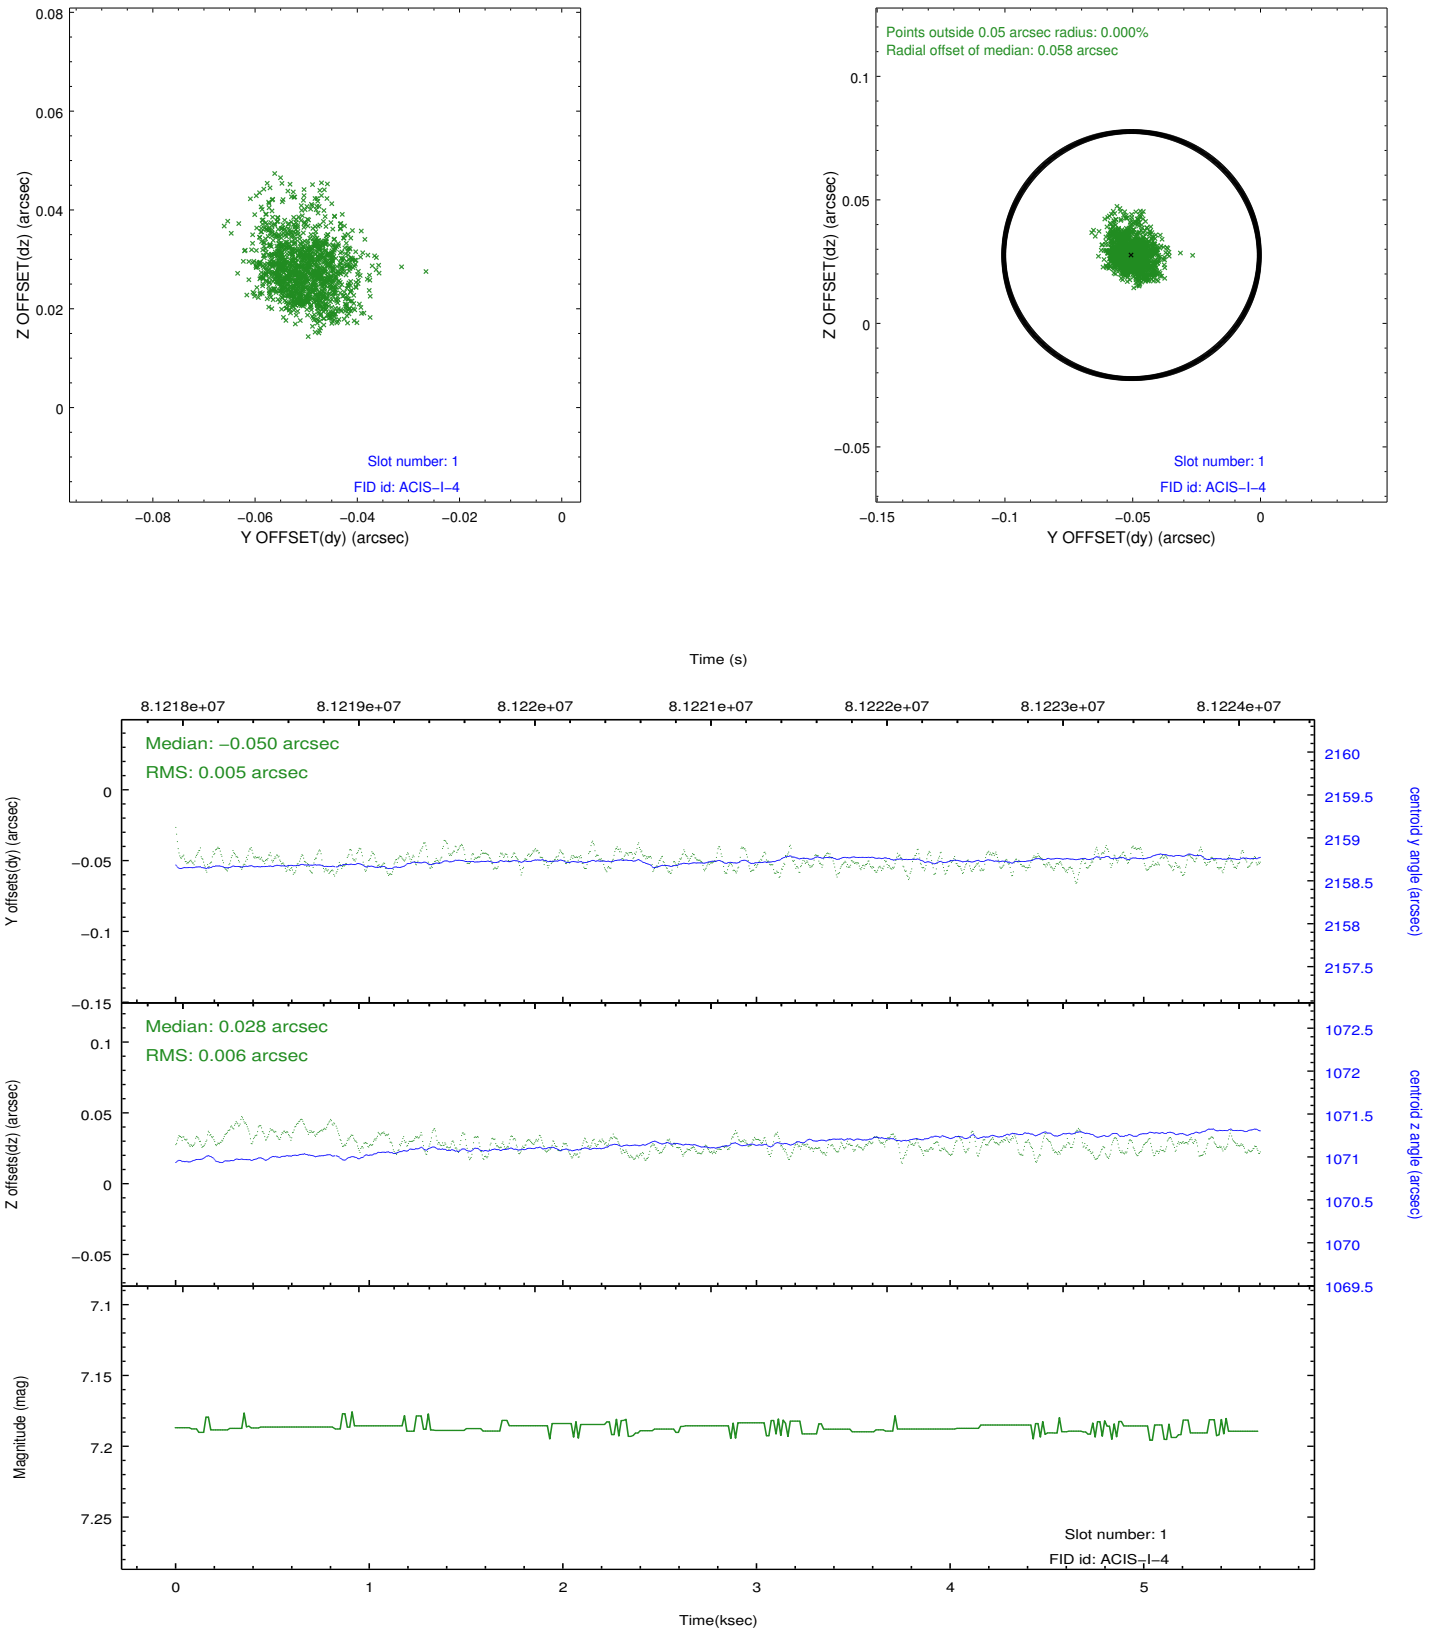 0.08
0.06
0.04
0.02
0
Z OFFSET(dz) (arcsec)
Slot number: 1
FID id: ACIS−I−4
−0.08 −0.06 −0.04 −0.02 0
Y OFFSET(dy) (arcsec)
Points outside 0.05 arcsec radius: 0.000%
Radial offset of median: 0.058 arcsec
0.1
0.05
0
−0.05
Z OFFSET(dz) (arcsec)
Slot number: 1
FID id: ACIS−I−4
−0.15 −0.1 −0.05 0
Y OFFSET(dy) (arcsec)
Time (s)
8.1218e+07 8.1219e+07 8.122e+07 8.1221e+07 8.1222e+07 8.1223e+07 8.1224e+07
Median: −0.050 arcsec
RMS: 0.005 arcsec
0
−0.05
−0.1
−0.15
Y offsets(dy) (arcsec)
2160
2159.5
2159
2158.5
2158
2157.5
centroid y angle (arcsec)
Median: 0.028 arcsec
RMS: 0.006 arcsec
0.1
0.05
0
−0.05
Z offsets(dz) (arcsec)
1072.5
1072
1071.5
1071
1070.5
1070
1069.5
centroid z angle (arcsec)
7.1
7.15
7.2
7.25
Magnitude (mag)
Slot number: 1
FID id: ACIS−I−4
0 1 2 3 4 5
Time(ksec)